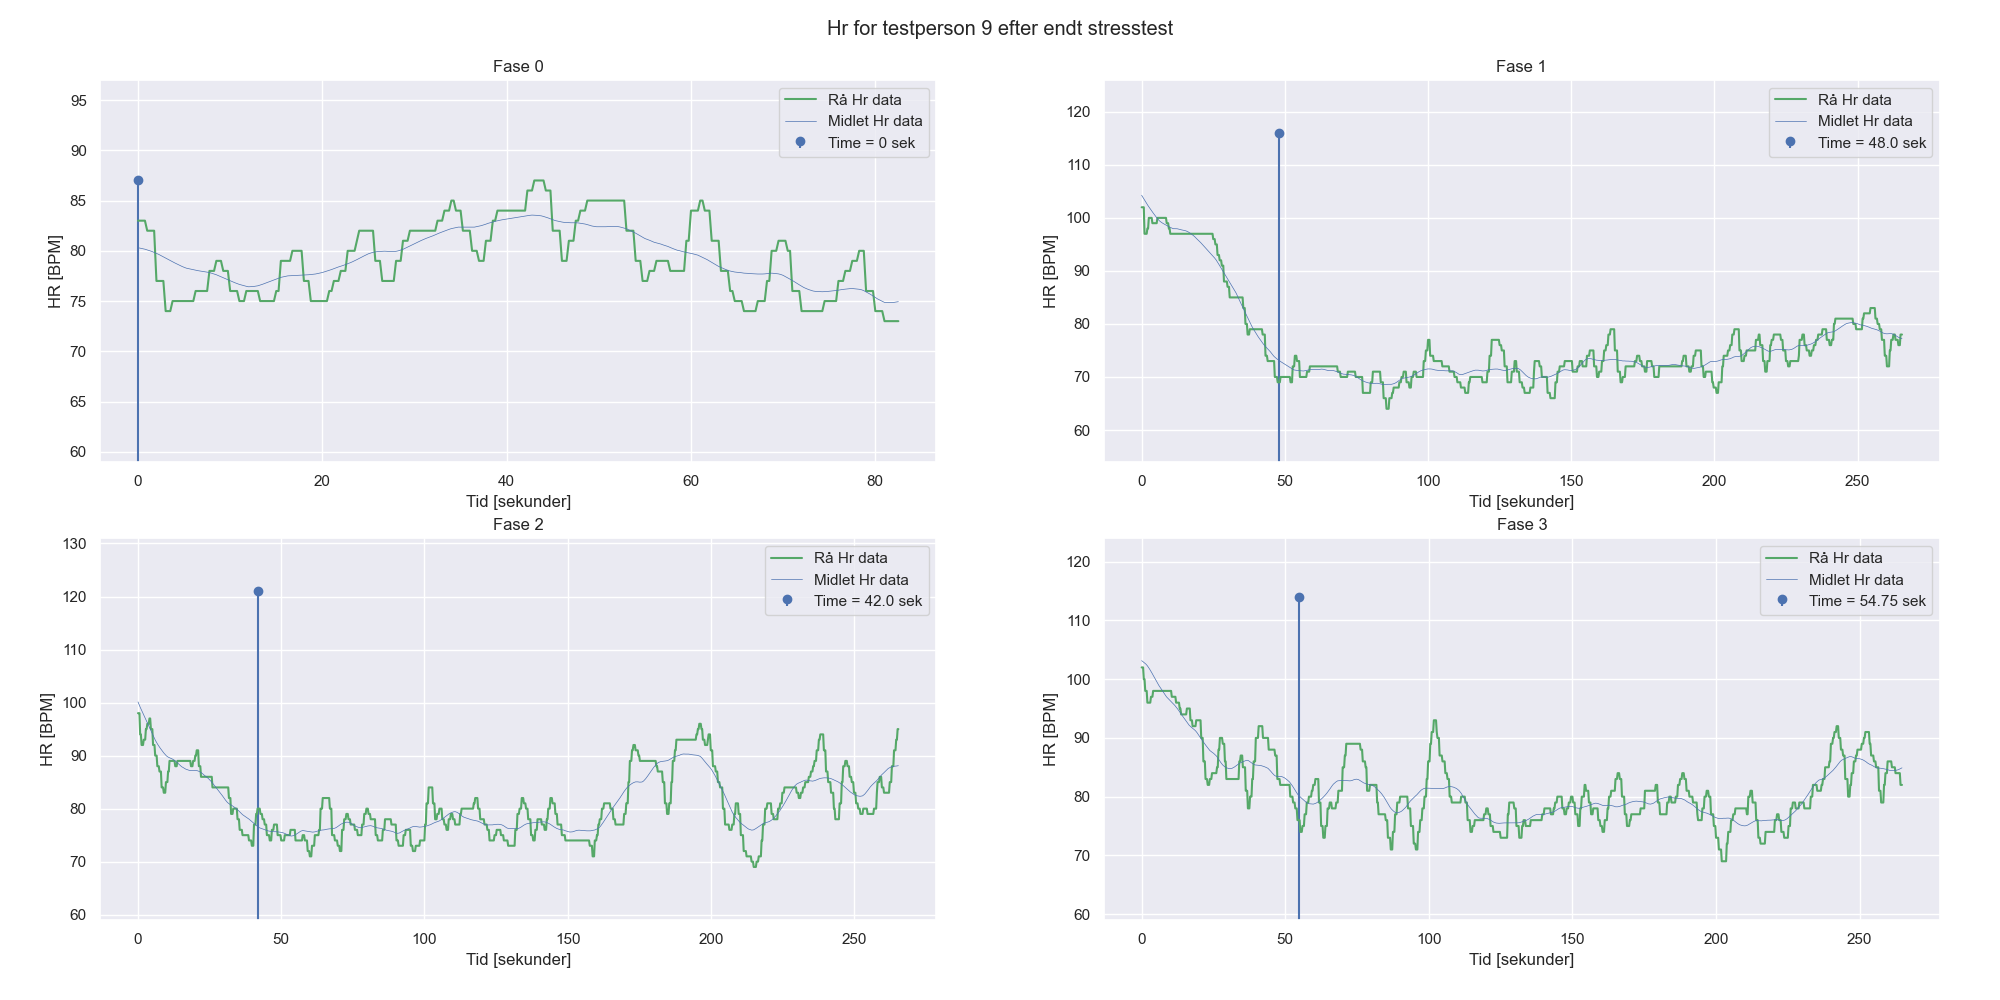 Hr for testperson 9 efter endt stresstest
Fase 0
HR [BPM]
95
90
85
80
75
70
65
60
Rå Hr data
Midlet Hr data
Time = 0 sek
0 20 40 60 80
Tid [sekunder]
Fase 1
HR [BPM]
120
110
100
90
80
70
60
Rå Hr data
Midlet Hr data
Time = 48.0 sek
0 50 100 150 200 250
Tid [sekunder]
Fase 2
HR [BPM]
130
120
110
100
90
80
70
60
Rå Hr data
Midlet Hr data
Time = 42.0 sek
0 50 100 150 200 250
Tid [sekunder]
Fase 3
HR [BPM]
120
110
100
90
80
70
60
Rå Hr data
Midlet Hr data
Time = 54.75 sek
0 50 100 150 200 250
Tid [sekunder]